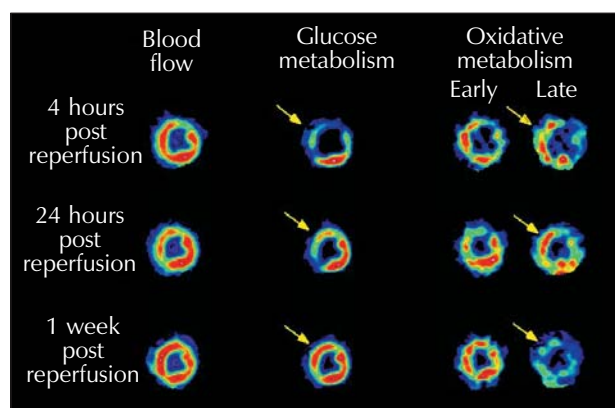 Blood
flow
Glucose
metabolism
Oxidative
metabolism
Early Late
4 hours
post
reperfusion
24 hours
post
reperfusion
1 week
post
reperfusion